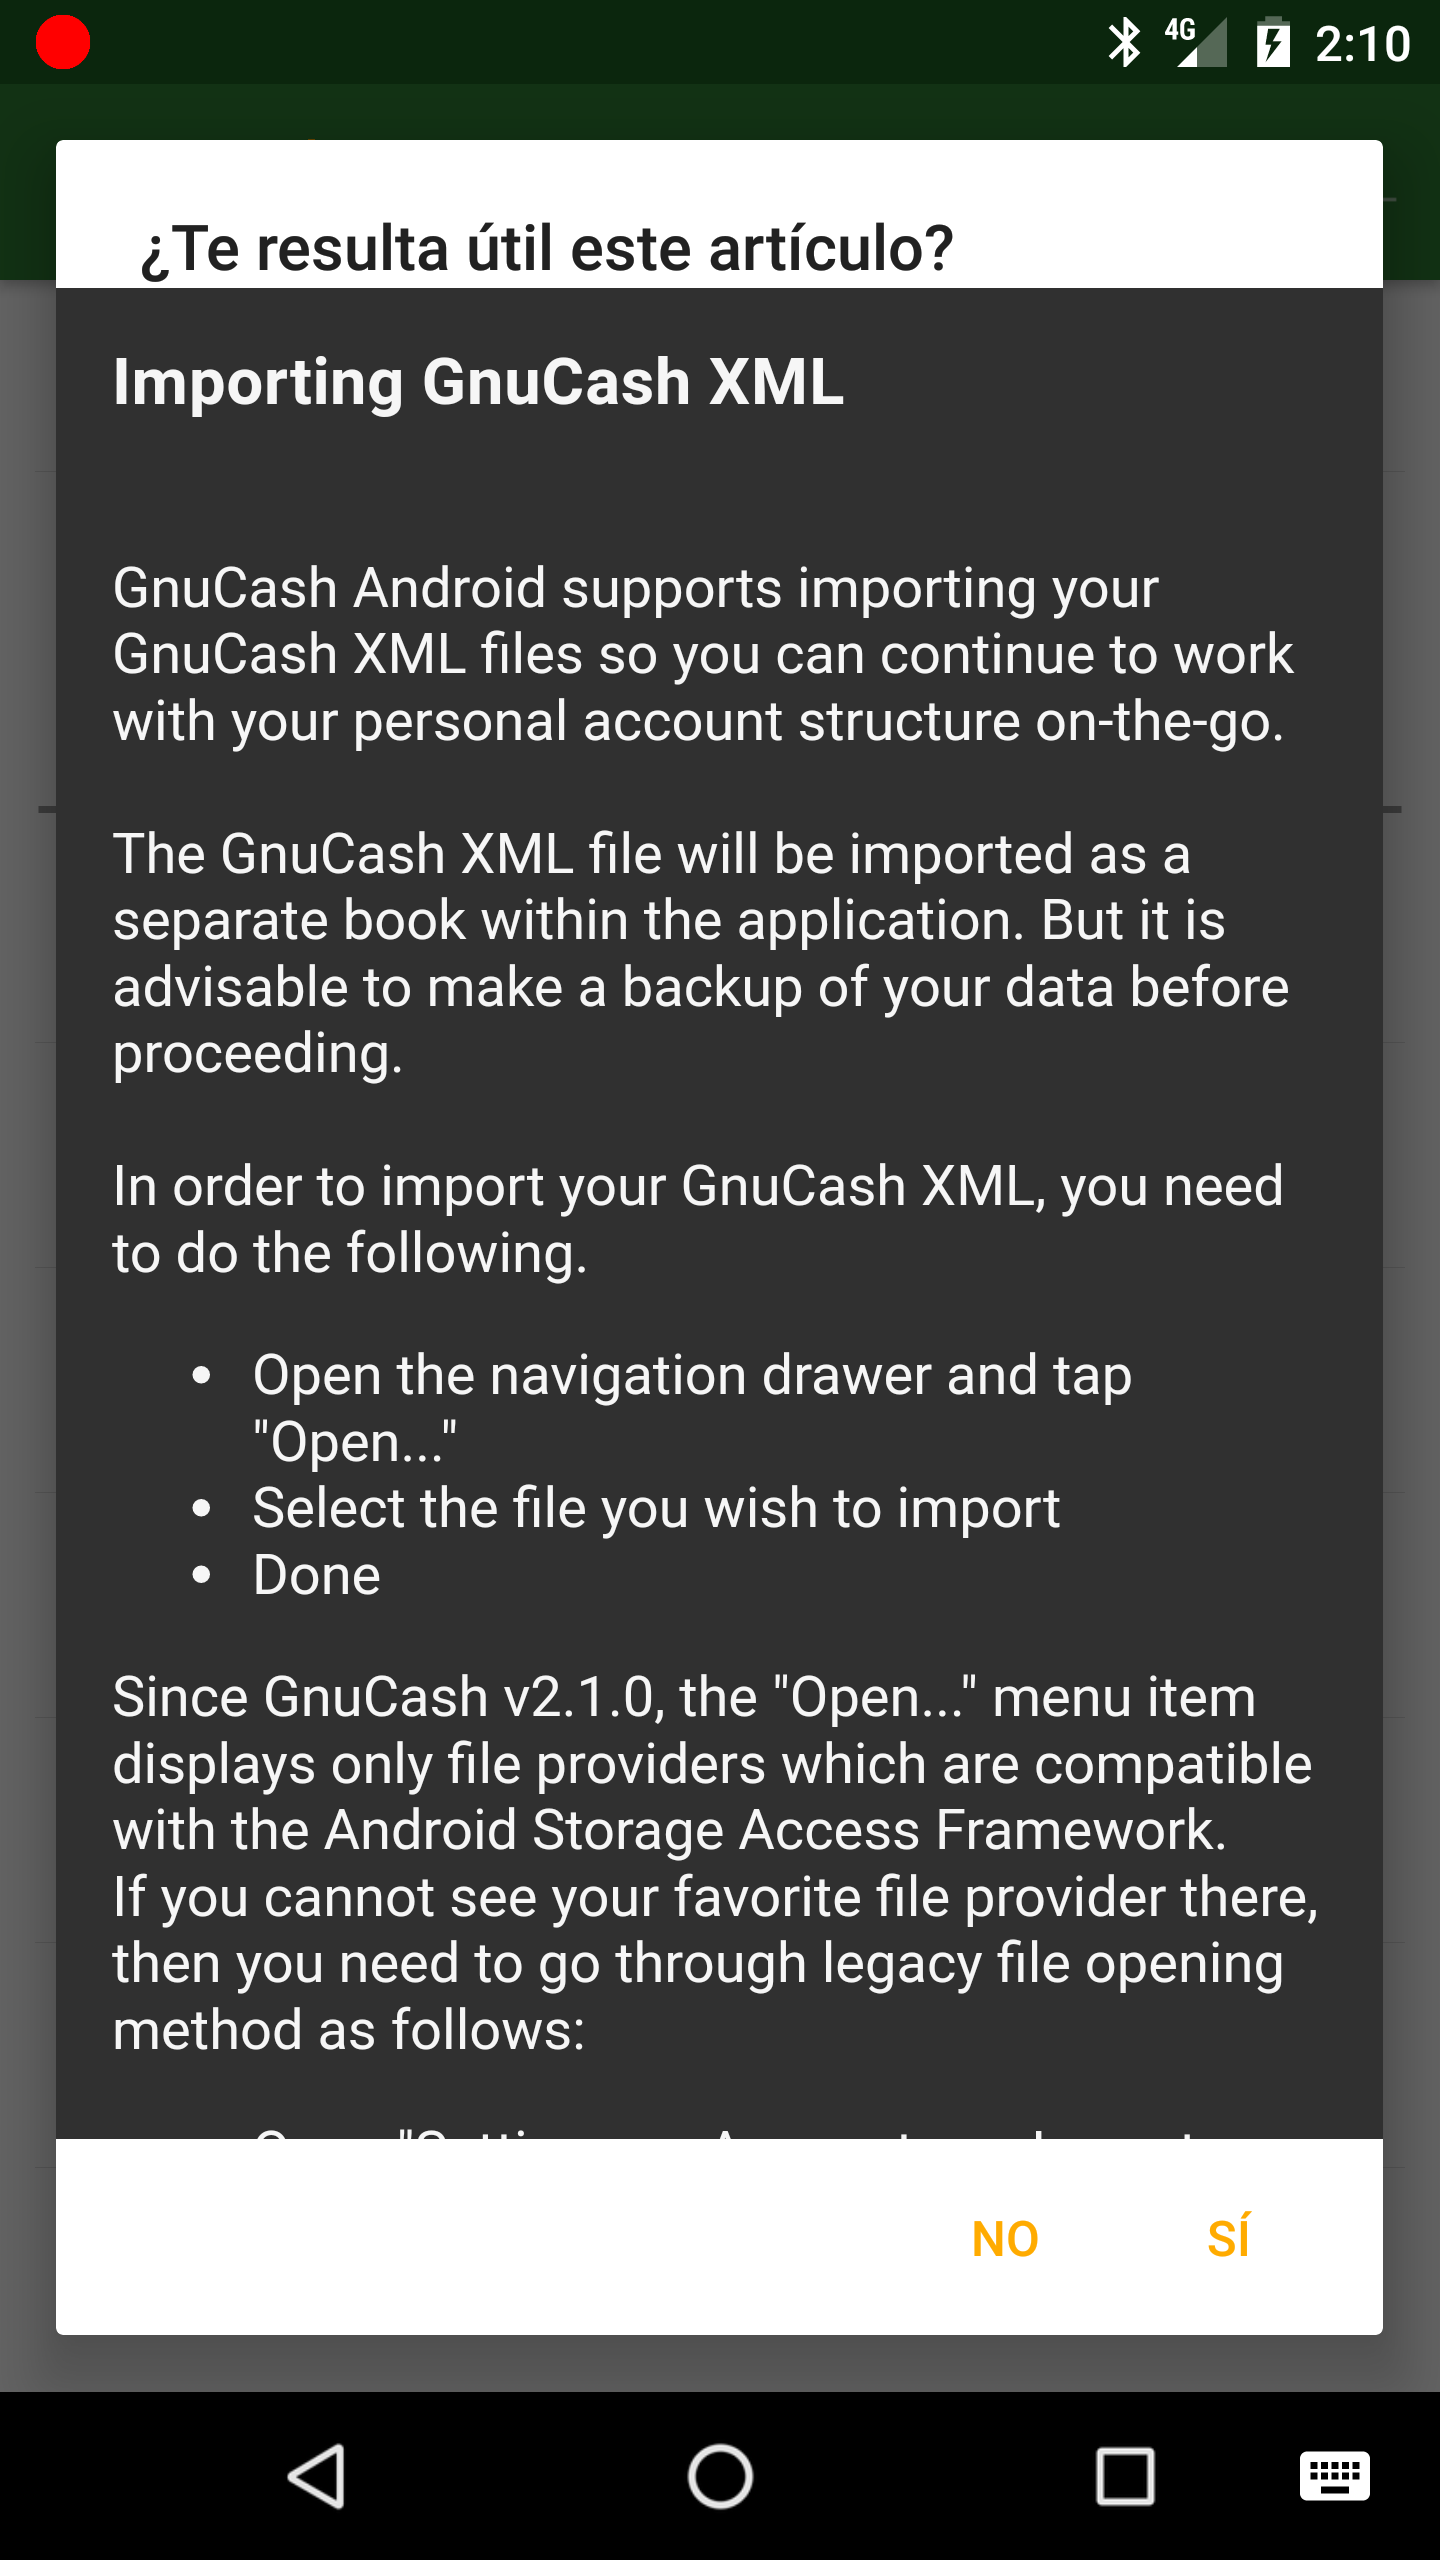 4G 2:10
¿Te resulta útil este artículo?
Importing GnuCash XML
GnuCash Android supports importing your
GnuCash XML files so you can continue to work
with your personal account structure on-the-go.
The GnuCash XML file will be imported as a
separate book within the application. But it is
advisable to make a backup of your data before
proceeding.
In order to import your GnuCash XML, you need
to do the following.
• Open the navigation drawer and tap
"Open..."
• Select the file you wish to import
• Done
Since GnuCash v2.1.0, the "Open..." menu item
displays only file providers which are compatible
with the Android Storage Access Framework.
If you cannot see your favorite file provider there,
then you need to go through legacy file opening
method as follows:
NO SÍ